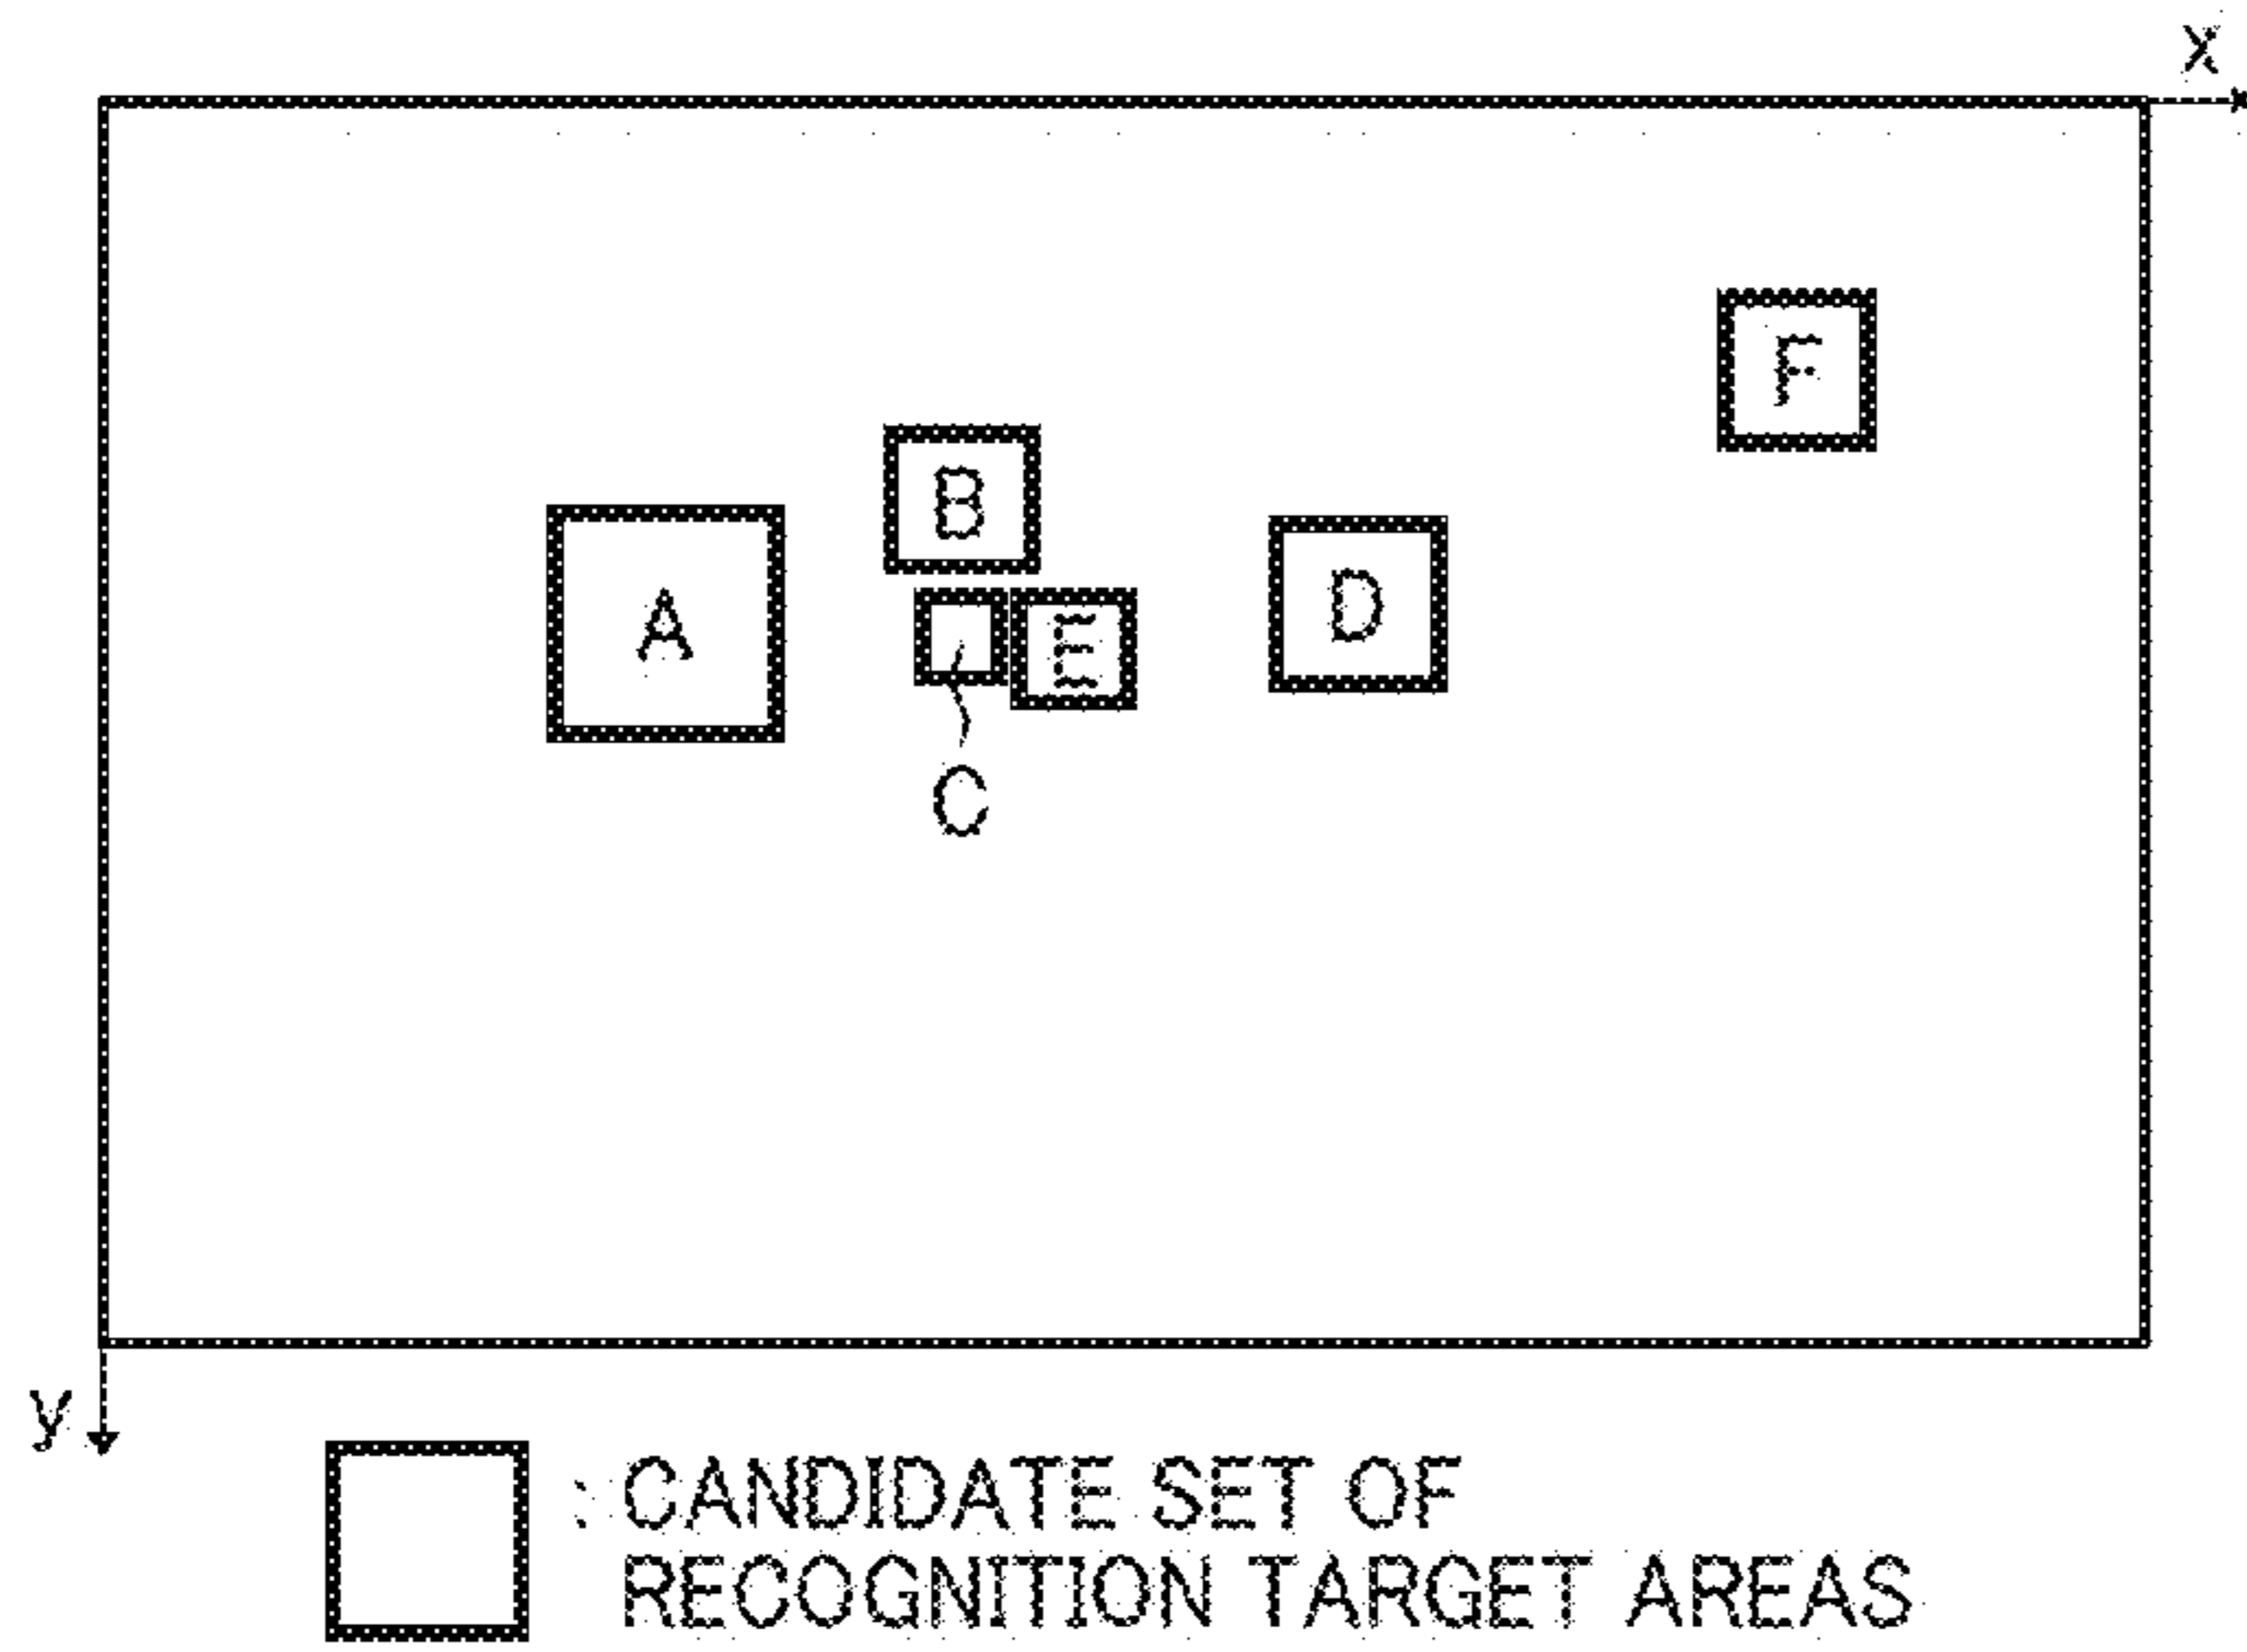 x
F
B
A
E
D
C
y
: CANDIDATE SET OF
RECOGNITION TARGET AREAS